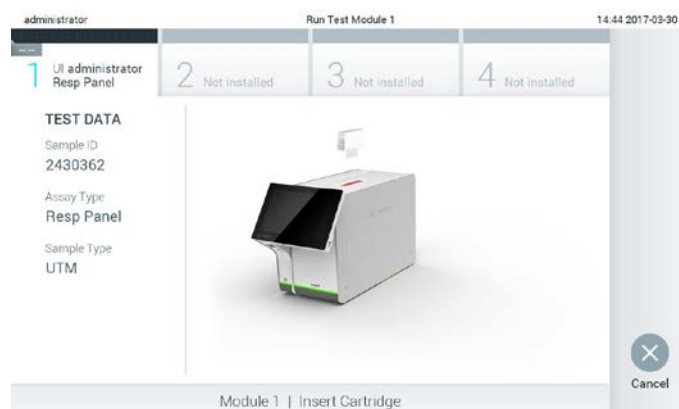 administrator
Run Test Module 1
14:44 2017-03-30
1 UI administrator
Resp Panel
2 Not installed
3 Not installed
4 Not installed
TEST DATA
Sample ID
2430362
Assay Type
Resp Panel
Sample Type
UTM
Cancel
Module 1 | Insert Cartridge